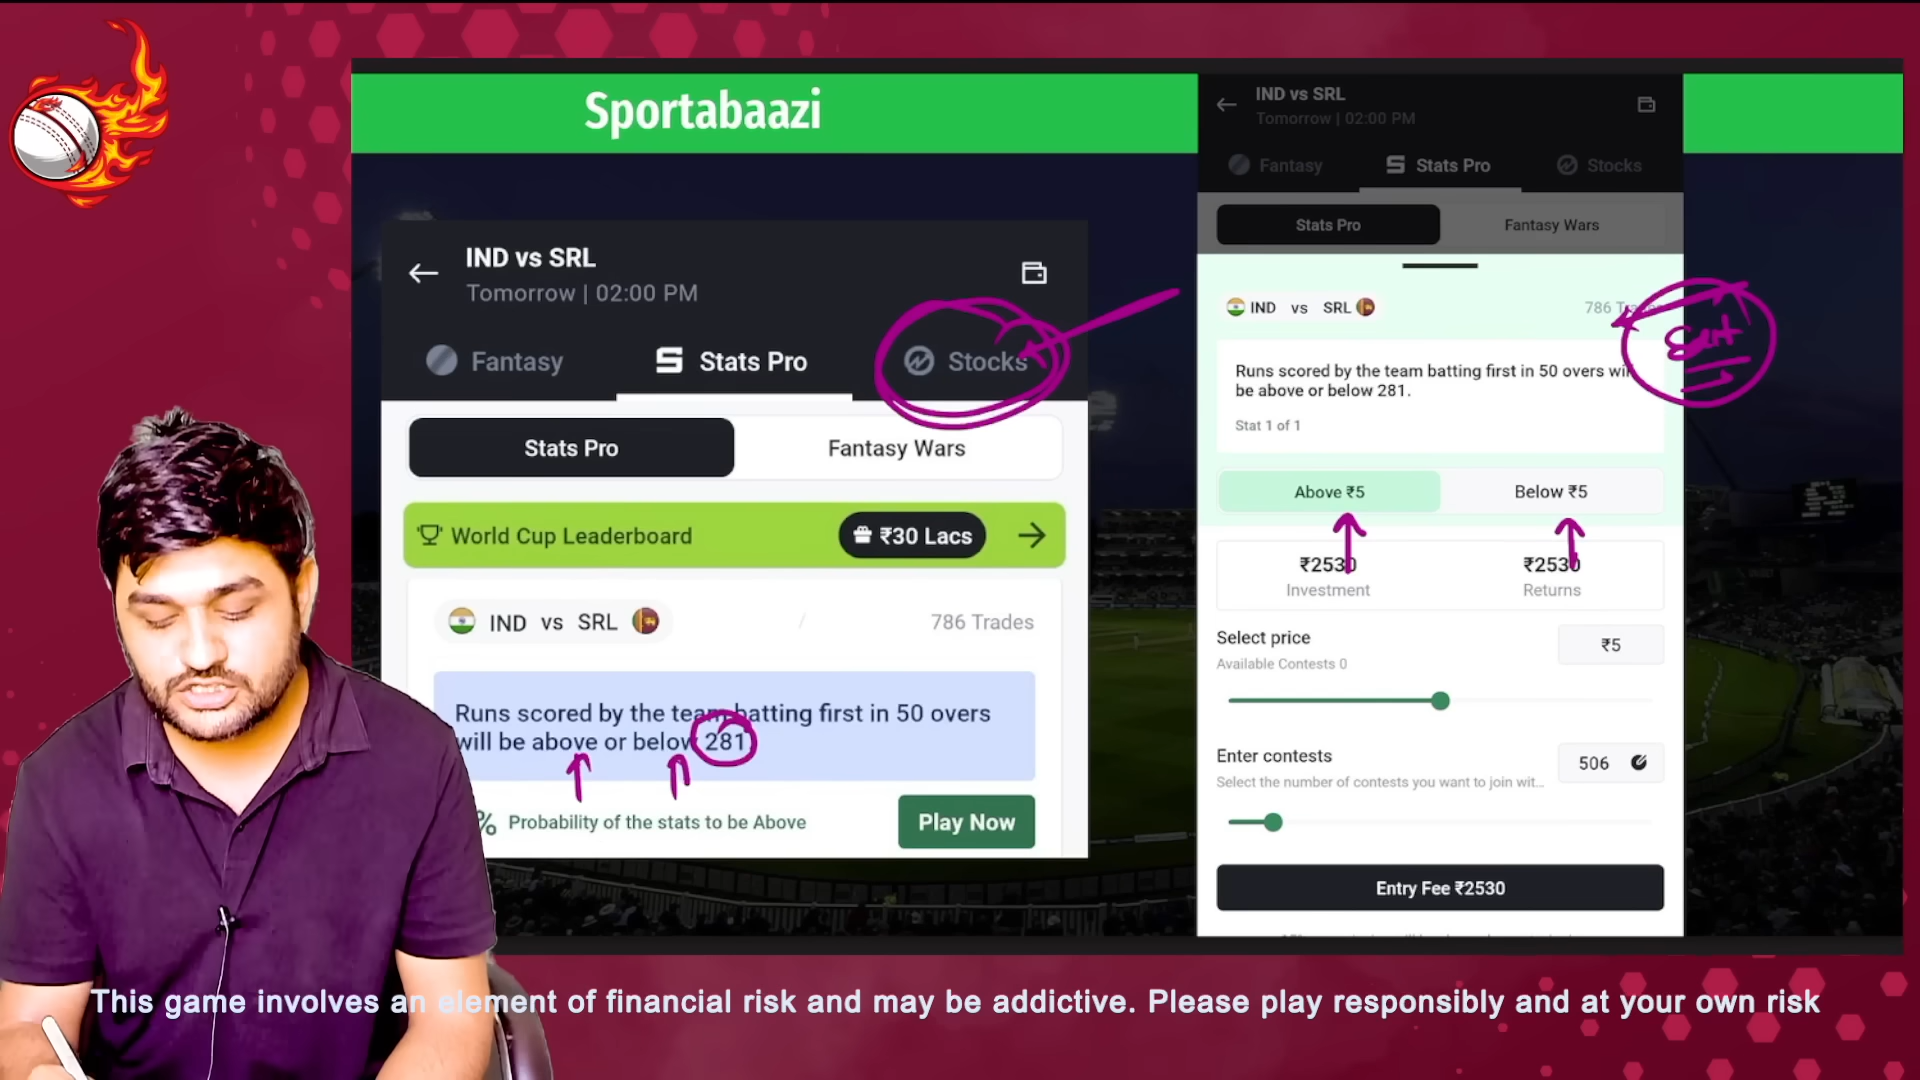 Sportabaazi
IND vs SRL
Tomorrow | 02:00 PM
Fantasy
Stats Pro
Stocks
Stats Pro
Fantasy Wars
World Cup Leaderboard
₹30 Lacs
IND vs SRL
786 Trades
Runs scored by the team batting first in 50 overs
will be above or below 281
% Probability of the stats to be Above
Play Now
IND vs SRL
Tomorrow | 02:00 PM
Fantasy
Stats Pro
Stocks
Stats Pro
Fantasy Wars
IND vs SRL
786
Runs scored by the team batting first in 50 overs will
be above or below 281.
Stat 1 of 1
Above ₹5
Below ₹5
₹2530
Investment
₹2530
Returns
Select price
Available Contests 0
₹5
Enter contests
Select the number of contests you want to join wit...
506
Entry Fee ₹2530
This game involves an element of financial risk and may be addictive. Please play responsibly and at your own risk